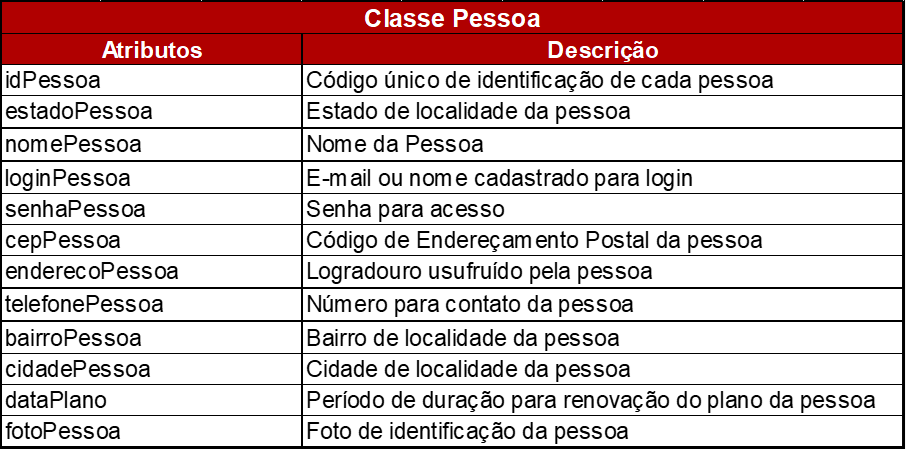 Classe Pessoa
Atributos Descrição
idPessoa Código único de identificação de cada pessoa
estadoPessoa Estado de localidade da pessoa
nomePessoa Nome da Pessoa
loginPessoa E-mail ou nome cadastrado para login
senhaPessoa Senha para acesso
cepPessoa Código de Endereçamento Postal da pessoa
enderecoPessoa Logradouro usufruído pela pessoa
telefonePessoa Número para contato da pessoa
bairroPessoa Bairro de localidade da pessoa
cidadePessoa Cidade de localidade da pessoa
dataPlano Período de duração para renovação do plano da pessoa
fotoPessoa Foto de identificação da pessoa